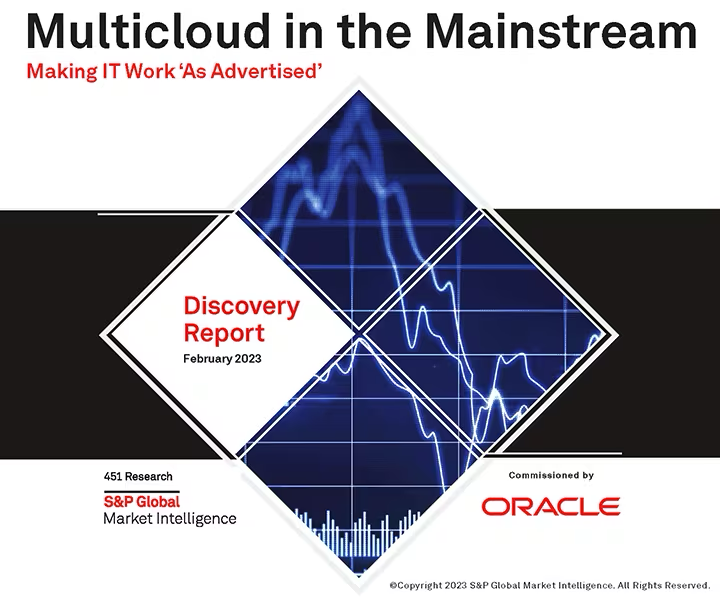 Multicloud in the Mainstream
Making IT Work ‘As Advertised’
Discovery
Report
February 2023
451 Research
S&P Global
Market Intelligence
Commissioned by
ORACLE
©Copyright 2023 S&P Global Market Intelligence. All Rights Reserved.